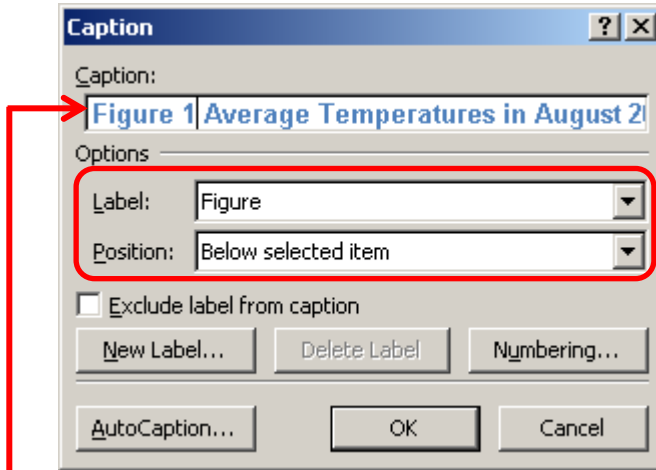 Caption
Caption:
Figure 1 Average Temperatures in August
Options
Label: Figure
Position: Below selected item
Exclude label from caption
New Label... Delete Label Numbering...
AutoCaption... OK Cancel